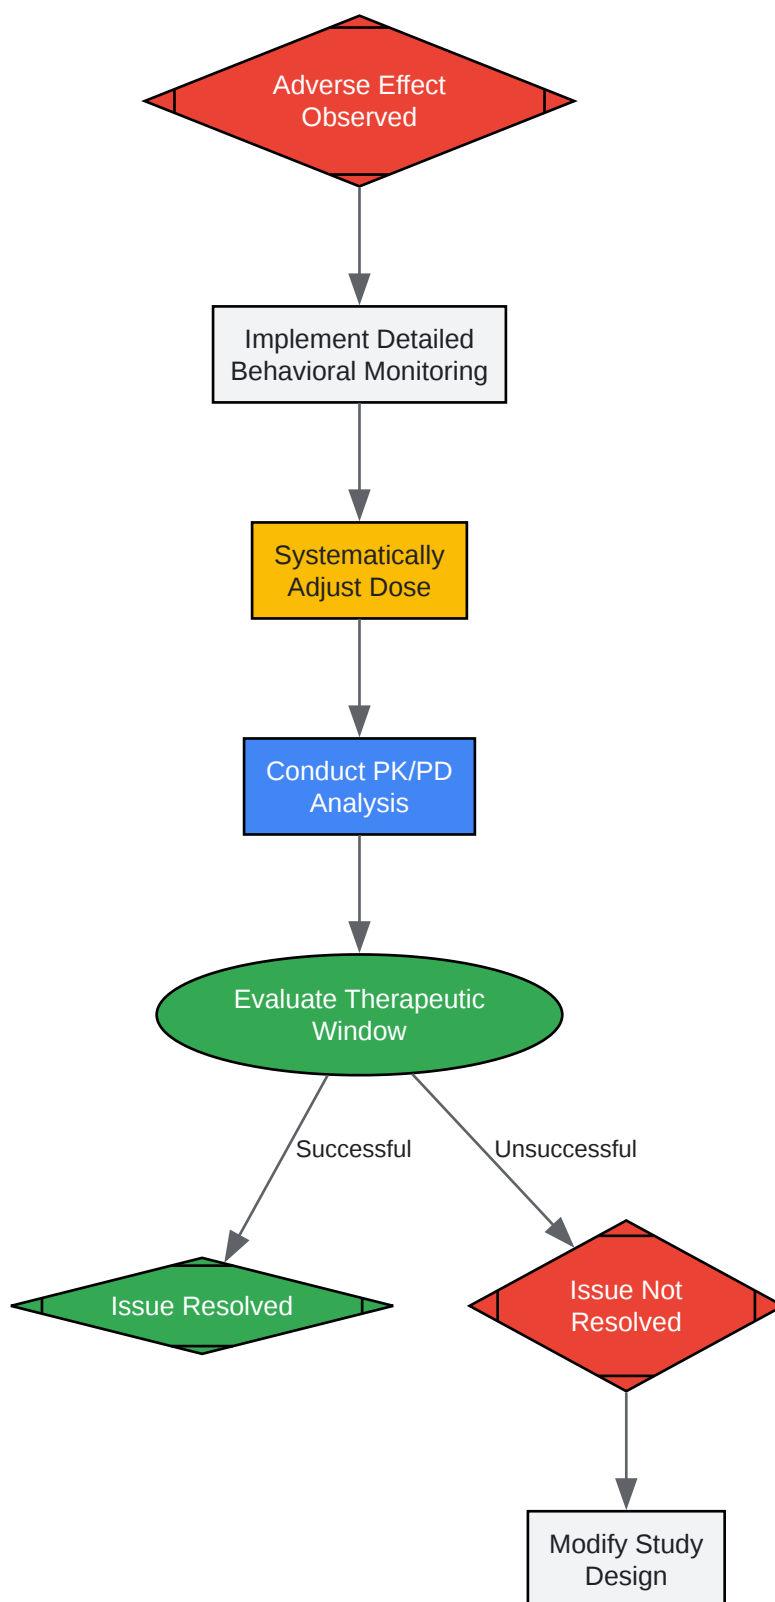 Adverse Effect
Observed
Implement Detailed
Behavioral Monitoring
Systematically
Adjust Dose
Conduct PK/PD
Analysis
Evaluate Therapeutic
Window
Successful
Unsuccessful
Issue Resolved
Issue Not
Resolved
Modify Study
Design